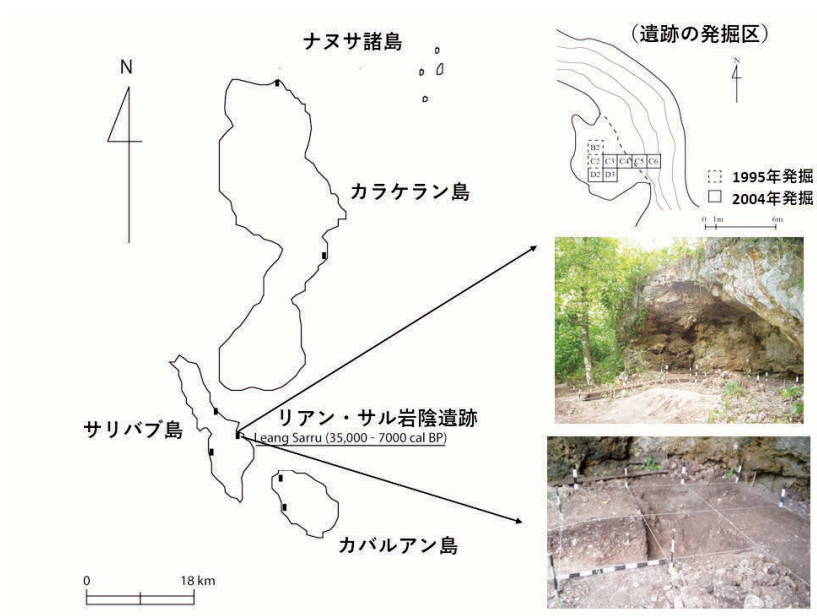 ナヌサ諸島
N
カラケラン島
サリバブ島
リアン・サル岩陰遺跡
Leang Sarru (35,000 - 7000 cal BP)
カバルアン島
0 18 km
(遺跡の発掘区)
N
B2
C2 C3 C4 C5 C6
D2 D3
1995年発掘
2004年発掘
0 1m 6m